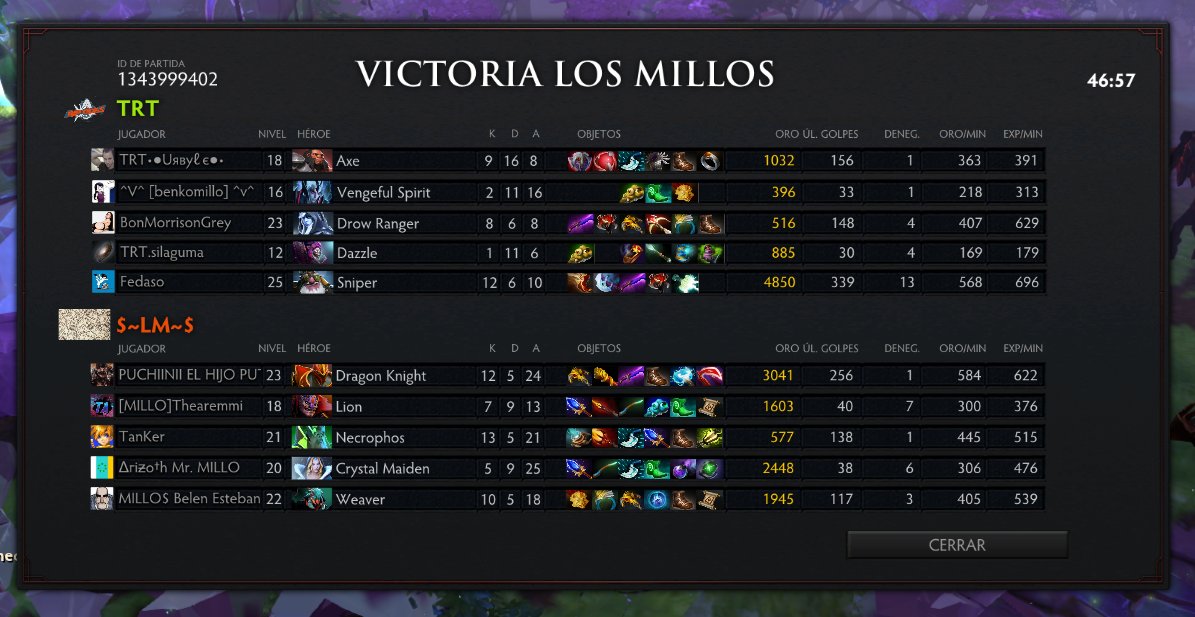 ID DE PARTIDA
1343999402
VICTORIA LOS MILLOS
46:57
TRT
JUGADOR NIVEL HÉROE K D A OBJETOS ORO ÚL. GOLPES DENEG. ORO/MIN EXP/MIN
TRT•●Uявуℓє●• 18 Axe 9 16 8 1032 156 1 363 391
^V^ [benkomillo] ^v^ 16 Vengeful Spirit 2 11 16 396 33 1 218 313
BonMorrisonGrey 23 Drow Ranger 8 6 8 516 148 4 407 629
TRT.silaguma 12 Dazzle 1 11 6 885 30 4 169 179
Fedaso 25 Sniper 12 6 10 4850 339 13 568 696
$~LM~$
JUGADOR NIVEL HÉROE K D A OBJETOS ORO ÚL. GOLPES DENEG. ORO/MIN EXP/MIN
PUCHIINII EL HIJO PUT 23 Dragon Knight 12 5 24 3041 256 1 584 622
[MILLO]Thearemmi 18 Lion 7 9 13 1603 40 7 300 376
TanKer 21 Necrophos 13 5 21 577 138 1 445 515
Δrizo†h Mr. MILLO 20 Crystal Maiden 5 9 25 2448 38 6 306 476
MILLOS Belen Esteban 22 Weaver 10 5 18 1945 117 3 405 539
CERRAR